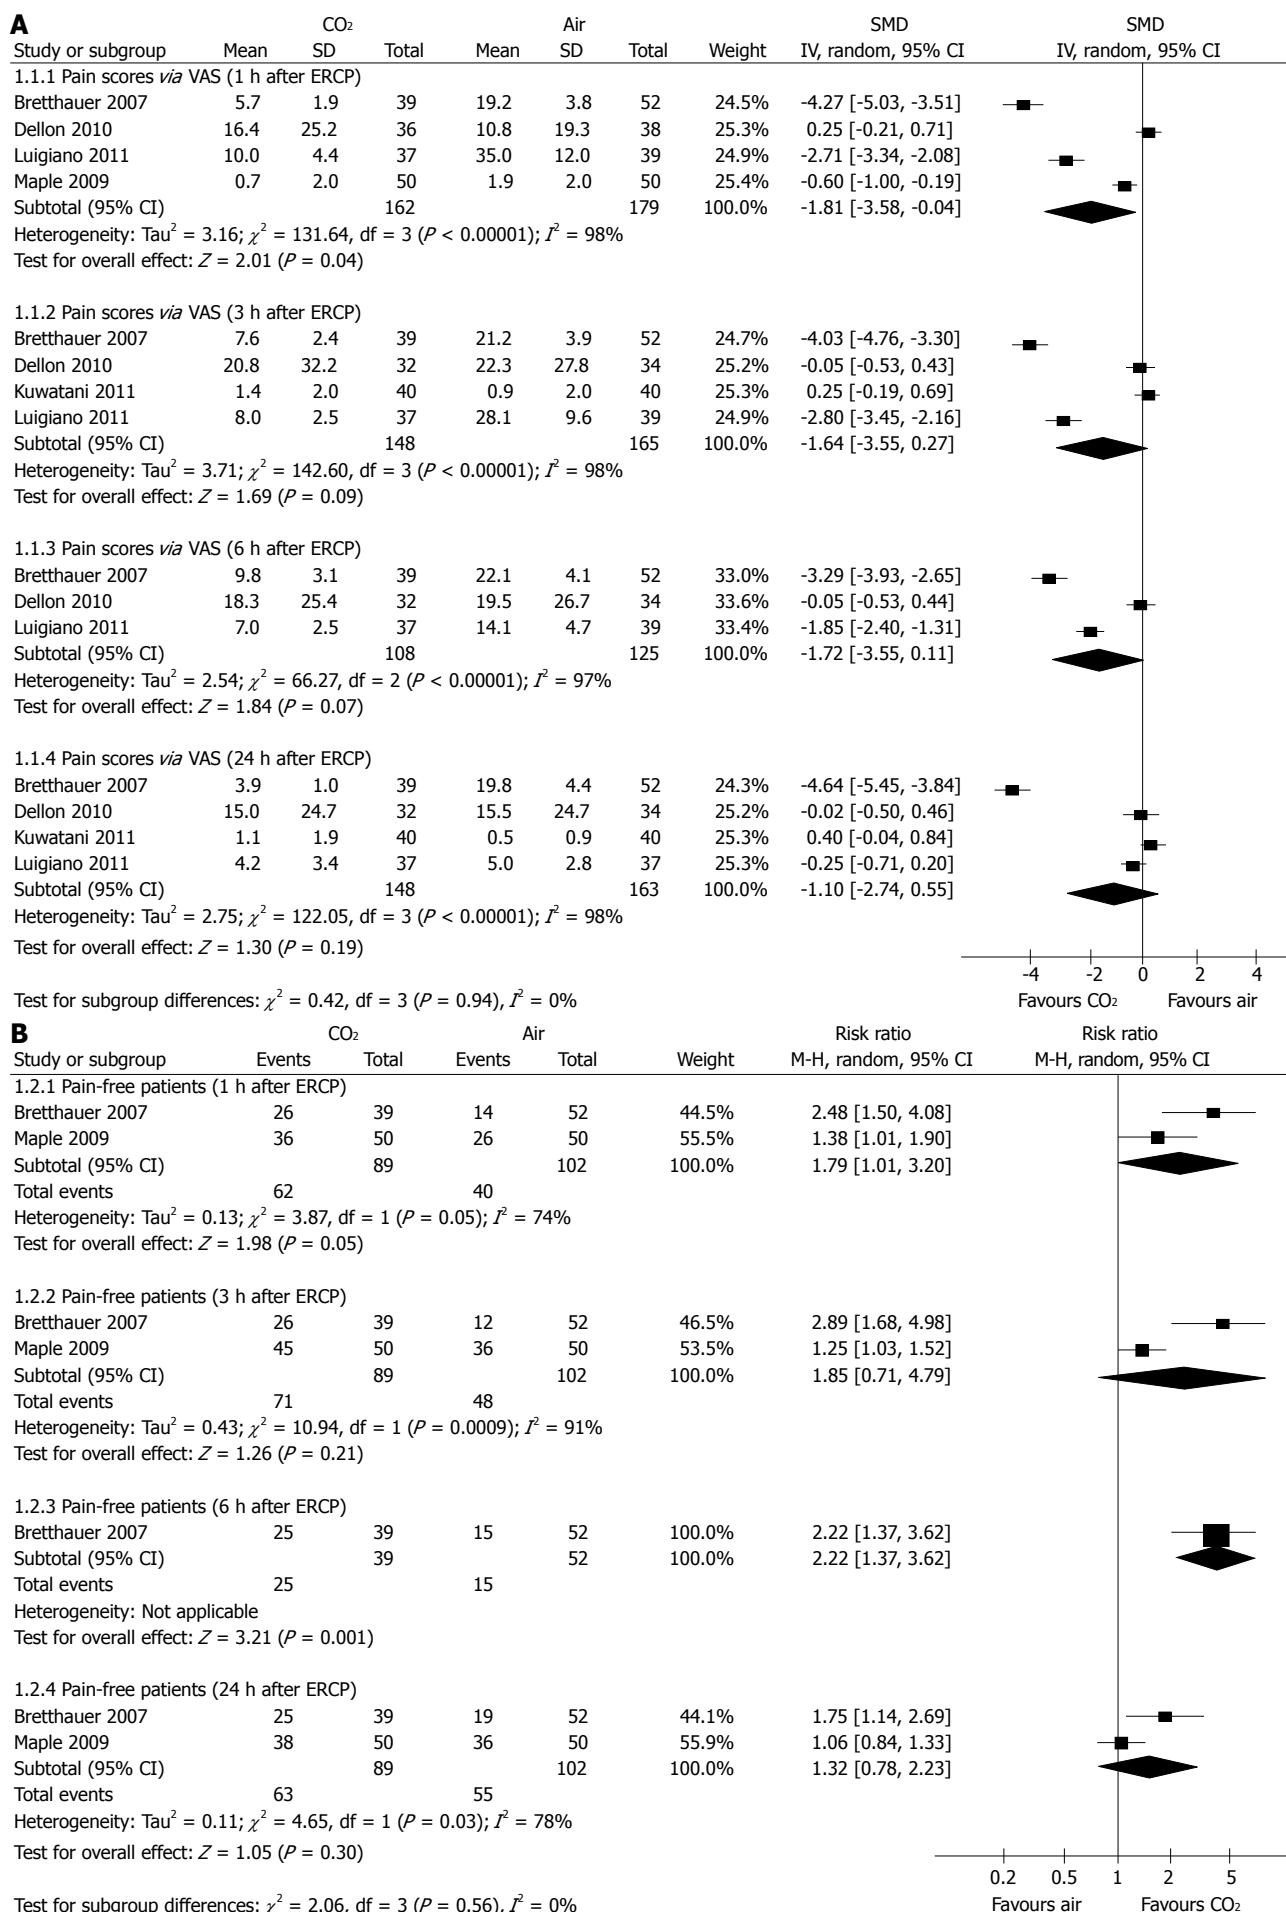 A
CO2 Air SMD SMD
Study or subgroup Mean SD Total Mean SD Total Weight IV, random, 95% CI IV, random, 95% CI
1.1.1 Pain scores via VAS (1 h after ERCP)
Bretthauer 2007 5.7 1.9 39 19.2 3.8 52 24.5% -4.27 [-5.03, -3.51]
Dellon 2010 16.4 25.2 36 10.8 19.3 38 25.3% 0.25 [-0.21, 0.71]
Luigiano 2011 10.0 4.4 37 35.0 12.0 39 24.9% -2.71 [-3.34, -2.08]
Maple 2009 0.7 2.0 50 1.9 2.0 50 25.4% -0.60 [-1.00, -0.19]
Subtotal (95% CI) 162 179 100.0% -1.81 [-3.58, -0.04]
Heterogeneity: Tau2 = 3.16; χ2 = 131.64, df = 3 (P < 0.00001); I2 = 98%
Test for overall effect: Z = 2.01 (P = 0.04)
1.1.2 Pain scores via VAS (3 h after ERCP)
Bretthauer 2007 7.6 2.4 39 21.2 3.9 52 24.7% -4.03 [-4.76, -3.30]
Dellon 2010 20.8 32.2 32 22.3 27.8 34 25.2% -0.05 [-0.53, 0.43]
Kuwatani 2011 1.4 2.0 40 0.9 2.0 40 25.3% 0.25 [-0.19, 0.69]
Luigiano 2011 8.0 2.5 37 28.1 9.6 39 24.9% -2.80 [-3.45, -2.16]
Subtotal (95% CI) 148 165 100.0% -1.64 [-3.55, 0.27]
Heterogeneity: Tau2 = 3.71; χ2 = 142.60, df = 3 (P < 0.00001); I2 = 98%
Test for overall effect: Z = 1.69 (P = 0.09)
1.1.3 Pain scores via VAS (6 h after ERCP)
Bretthauer 2007 9.8 3.1 39 22.1 4.1 52 33.0% -3.29 [-3.93, -2.65]
Dellon 2010 18.3 25.4 32 19.5 26.7 34 33.6% -0.05 [-0.53, 0.44]
Luigiano 2011 7.0 2.5 37 14.1 4.7 39 33.4% -1.85 [-2.40, -1.31]
Subtotal (95% CI) 108 125 100.0% -1.72 [-3.55, 0.11]
Heterogeneity: Tau2 = 2.54; χ2 = 66.27, df = 2 (P < 0.00001); I2 = 97%
Test for overall effect: Z = 1.84 (P = 0.07)
1.1.4 Pain scores via VAS (24 h after ERCP)
Bretthauer 2007 3.9 1.0 39 19.8 4.4 52 24.3% -4.64 [-5.45, -3.84]
Dellon 2010 15.0 24.7 32 15.5 24.7 34 25.2% -0.02 [-0.50, 0.46]
Kuwatani 2011 1.1 1.9 40 0.5 0.9 40 25.3% 0.40 [-0.04, 0.84]
Luigiano 2011 4.2 3.4 37 5.0 2.8 37 25.3% -0.25 [-0.71, 0.20]
Subtotal (95% CI) 148 163 100.0% -1.10 [-2.74, 0.55]
Heterogeneity: Tau2 = 2.75; χ2 = 122.05, df = 3 (P < 0.00001); I2 = 98%
Test for overall effect: Z = 1.30 (P = 0.19)
-4 -2 0 2 4
Test for subgroup differences: χ2 = 0.42, df = 3 (P = 0.94), I2 = 0% Favours CO2 Favours air
B
CO2 Air Risk ratio Risk ratio
Study or subgroup Events Total Events Total Weight M-H, random, 95% CI M-H, random, 95% CI
1.2.1 Pain-free patients (1 h after ERCP)
Bretthauer 2007 26 39 14 52 44.5% 2.48 [1.50, 4.08]
Maple 2009 36 50 26 50 55.5% 1.38 [1.01, 1.90]
Subtotal (95% CI) 89 102 100.0% 1.79 [1.01, 3.20]
Total events 62 40
Heterogeneity: Tau2 = 0.13; χ2 = 3.87, df = 1 (P = 0.05); I2 = 74%
Test for overall effect: Z = 1.98 (P = 0.05)
1.2.2 Pain-free patients (3 h after ERCP)
Bretthauer 2007 26 39 12 52 46.5% 2.89 [1.68, 4.98]
Maple 2009 45 50 36 50 53.5% 1.25 [1.03, 1.52]
Subtotal (95% CI) 89 102 100.0% 1.85 [0.71, 4.79]
Total events 71 48
Heterogeneity: Tau2 = 0.43; χ2 = 10.94, df = 1 (P = 0.0009); I2 = 91%
Test for overall effect: Z = 1.26 (P = 0.21)
1.2.3 Pain-free patients (6 h after ERCP)
Bretthauer 2007 25 39 15 52 100.0% 2.22 [1.37, 3.62]
Subtotal (95% CI) 39 52 100.0% 2.22 [1.37, 3.62]
Total events 25 15
Heterogeneity: Not applicable
Test for overall effect: Z = 3.21 (P = 0.001)
1.2.4 Pain-free patients (24 h after ERCP)
Bretthauer 2007 25 39 19 52 44.1% 1.75 [1.14, 2.69]
Maple 2009 38 50 36 50 55.9% 1.06 [0.84, 1.33]
Subtotal (95% CI) 89 102 100.0% 1.32 [0.78, 2.23]
Total events 63 55
Heterogeneity: Tau2 = 0.11; χ2 = 4.65, df = 1 (P = 0.03); I2 = 78%
Test for overall effect: Z = 1.05 (P = 0.30)
0.2 0.5 1 2 5
Test for subgroup differences: χ2 = 2.06, df = 3 (P = 0.56), I2 = 0% Favours air Favours CO2